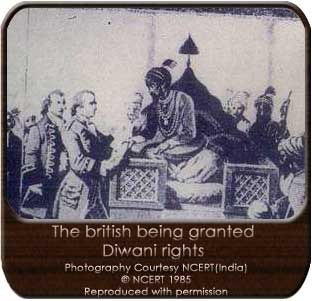 The british being granted
Diwani rights
Photography Courtesy NCERT(India)
© NCERT 1985
Reproduced with permission